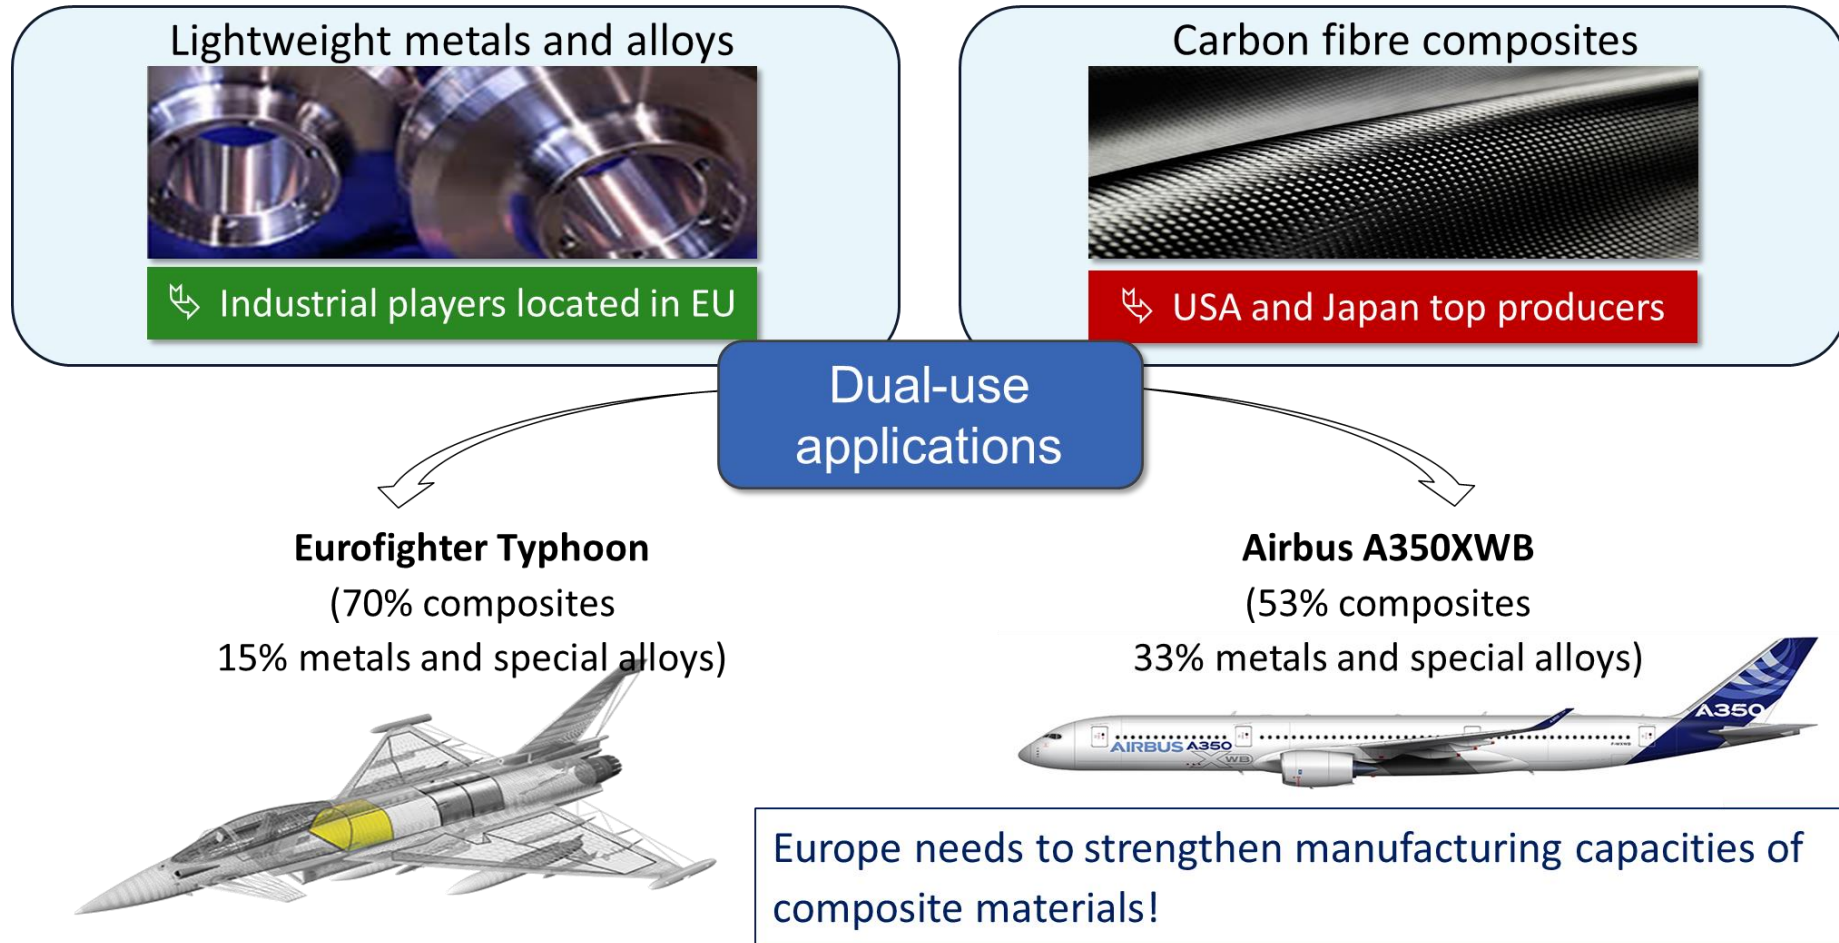 Lightweight metals and alloys
Carbon fibre composites
Industrial players located in EU
USA and Japan top producers
Dual-use
applications
Eurofighter Typhoon
(70% composites
15% metals and special alloys)
Airbus A350XWB
(53% composites
33% metals and special alloys)
A350
AIRBUS A350
XWB
Europe needs to strengthen manufacturing capacities of
composite materials!